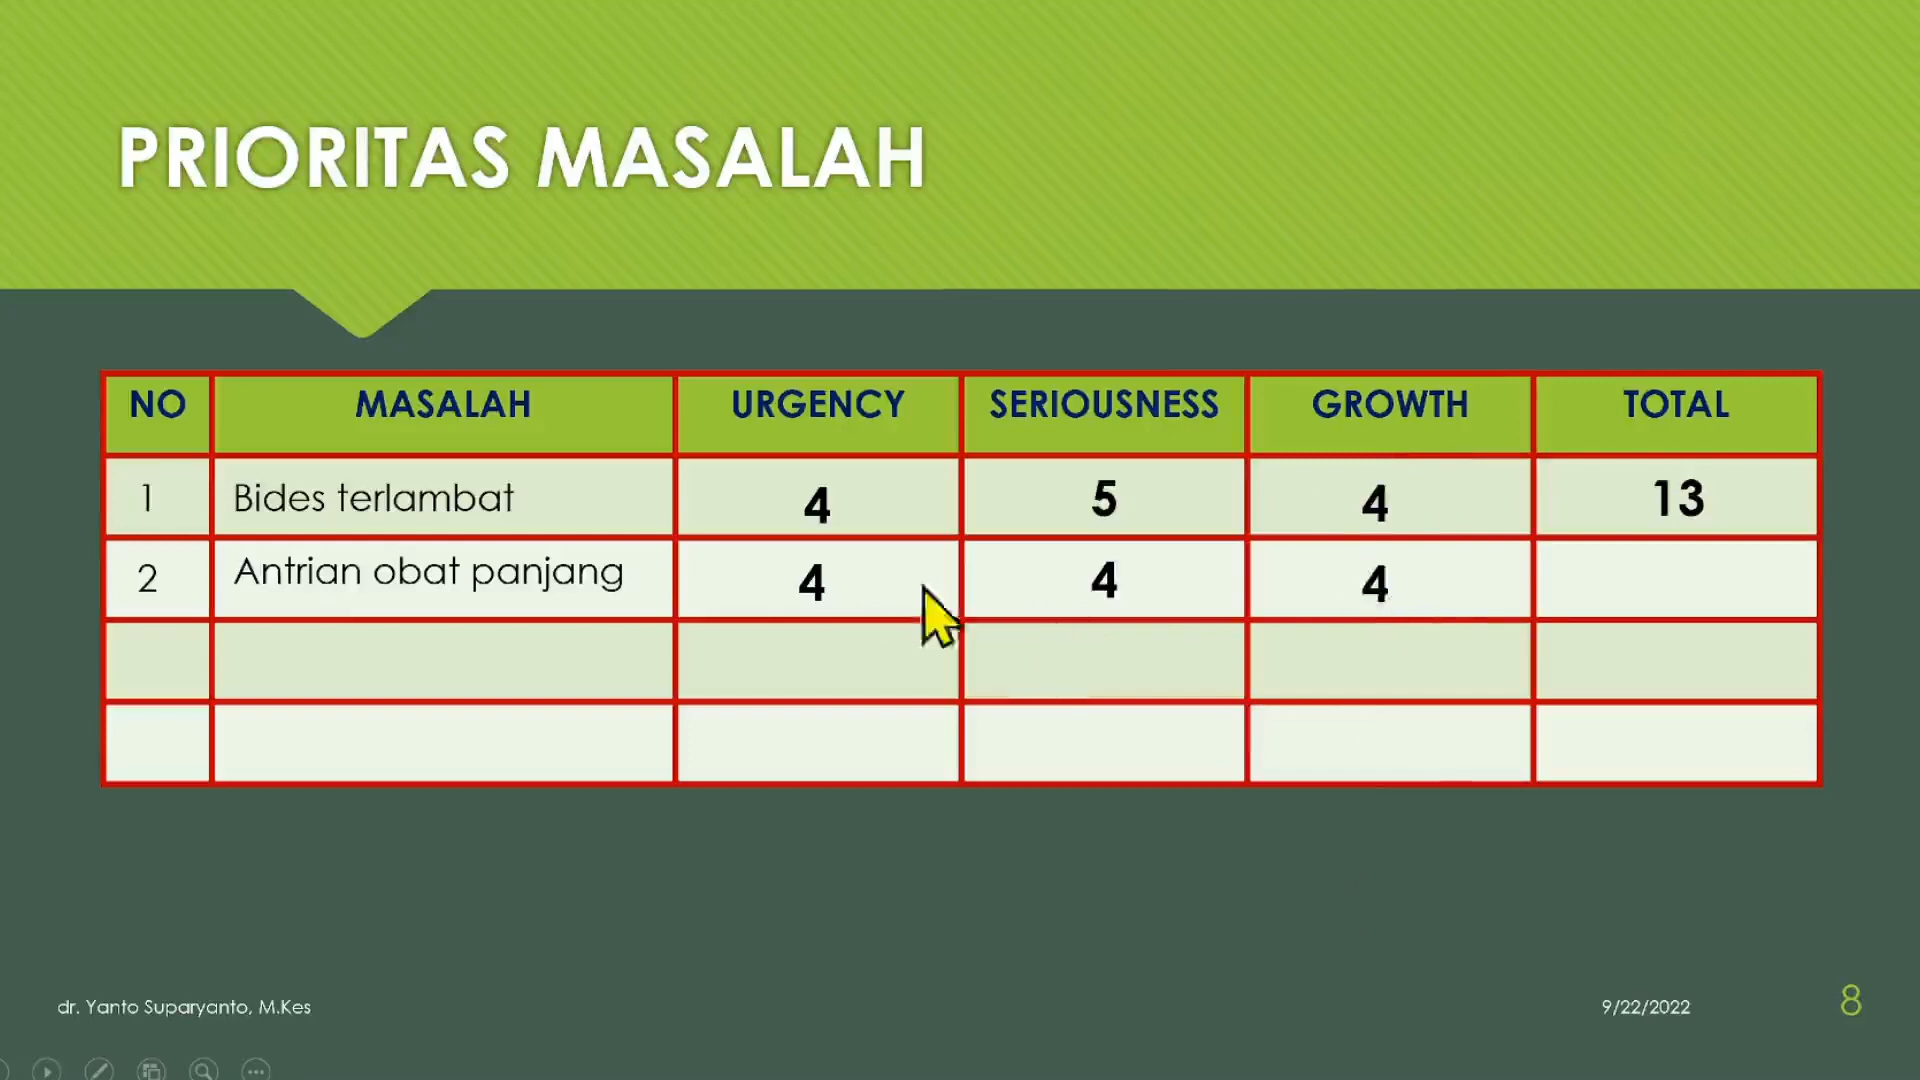 PRIORITAS MASALAH
NO MASALAH URGENCY SERIOUSNESS GROWTH TOTAL
1 Bides terlambat 4 5 4 13
2 Antrian obat panjang 4 4 4
dr. Yanto Suparyanto, M.Kes 9/22/2022 8